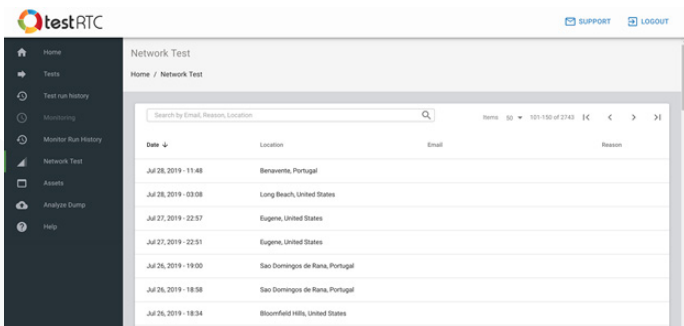 testRTC
SUPPORT
LOGOUT
Home
Tests
Test run history
Monitoring
Monitor Run History
Network Test
Assets
Analyze Dump
Help
Network Test
Home / Network Test
Search by Email, Reason, Location
Items 50 101-150 of 2743
Date Location Email Reason
Jul 28, 2019 - 11:48 Benavente, Portugal
Jul 28, 2019 - 03:08 Long Beach, United States
Jul 27, 2019 - 22:57 Eugene, United States
Jul 27, 2019 - 22:51 Eugene, United States
Jul 26, 2019 - 19:00 Sao Domingos de Rana, Portugal
Jul 26, 2019 - 18:58 Sao Domingos de Rana, Portugal
Jul 26, 2019 - 18:34 Bloomfield Hills, United States